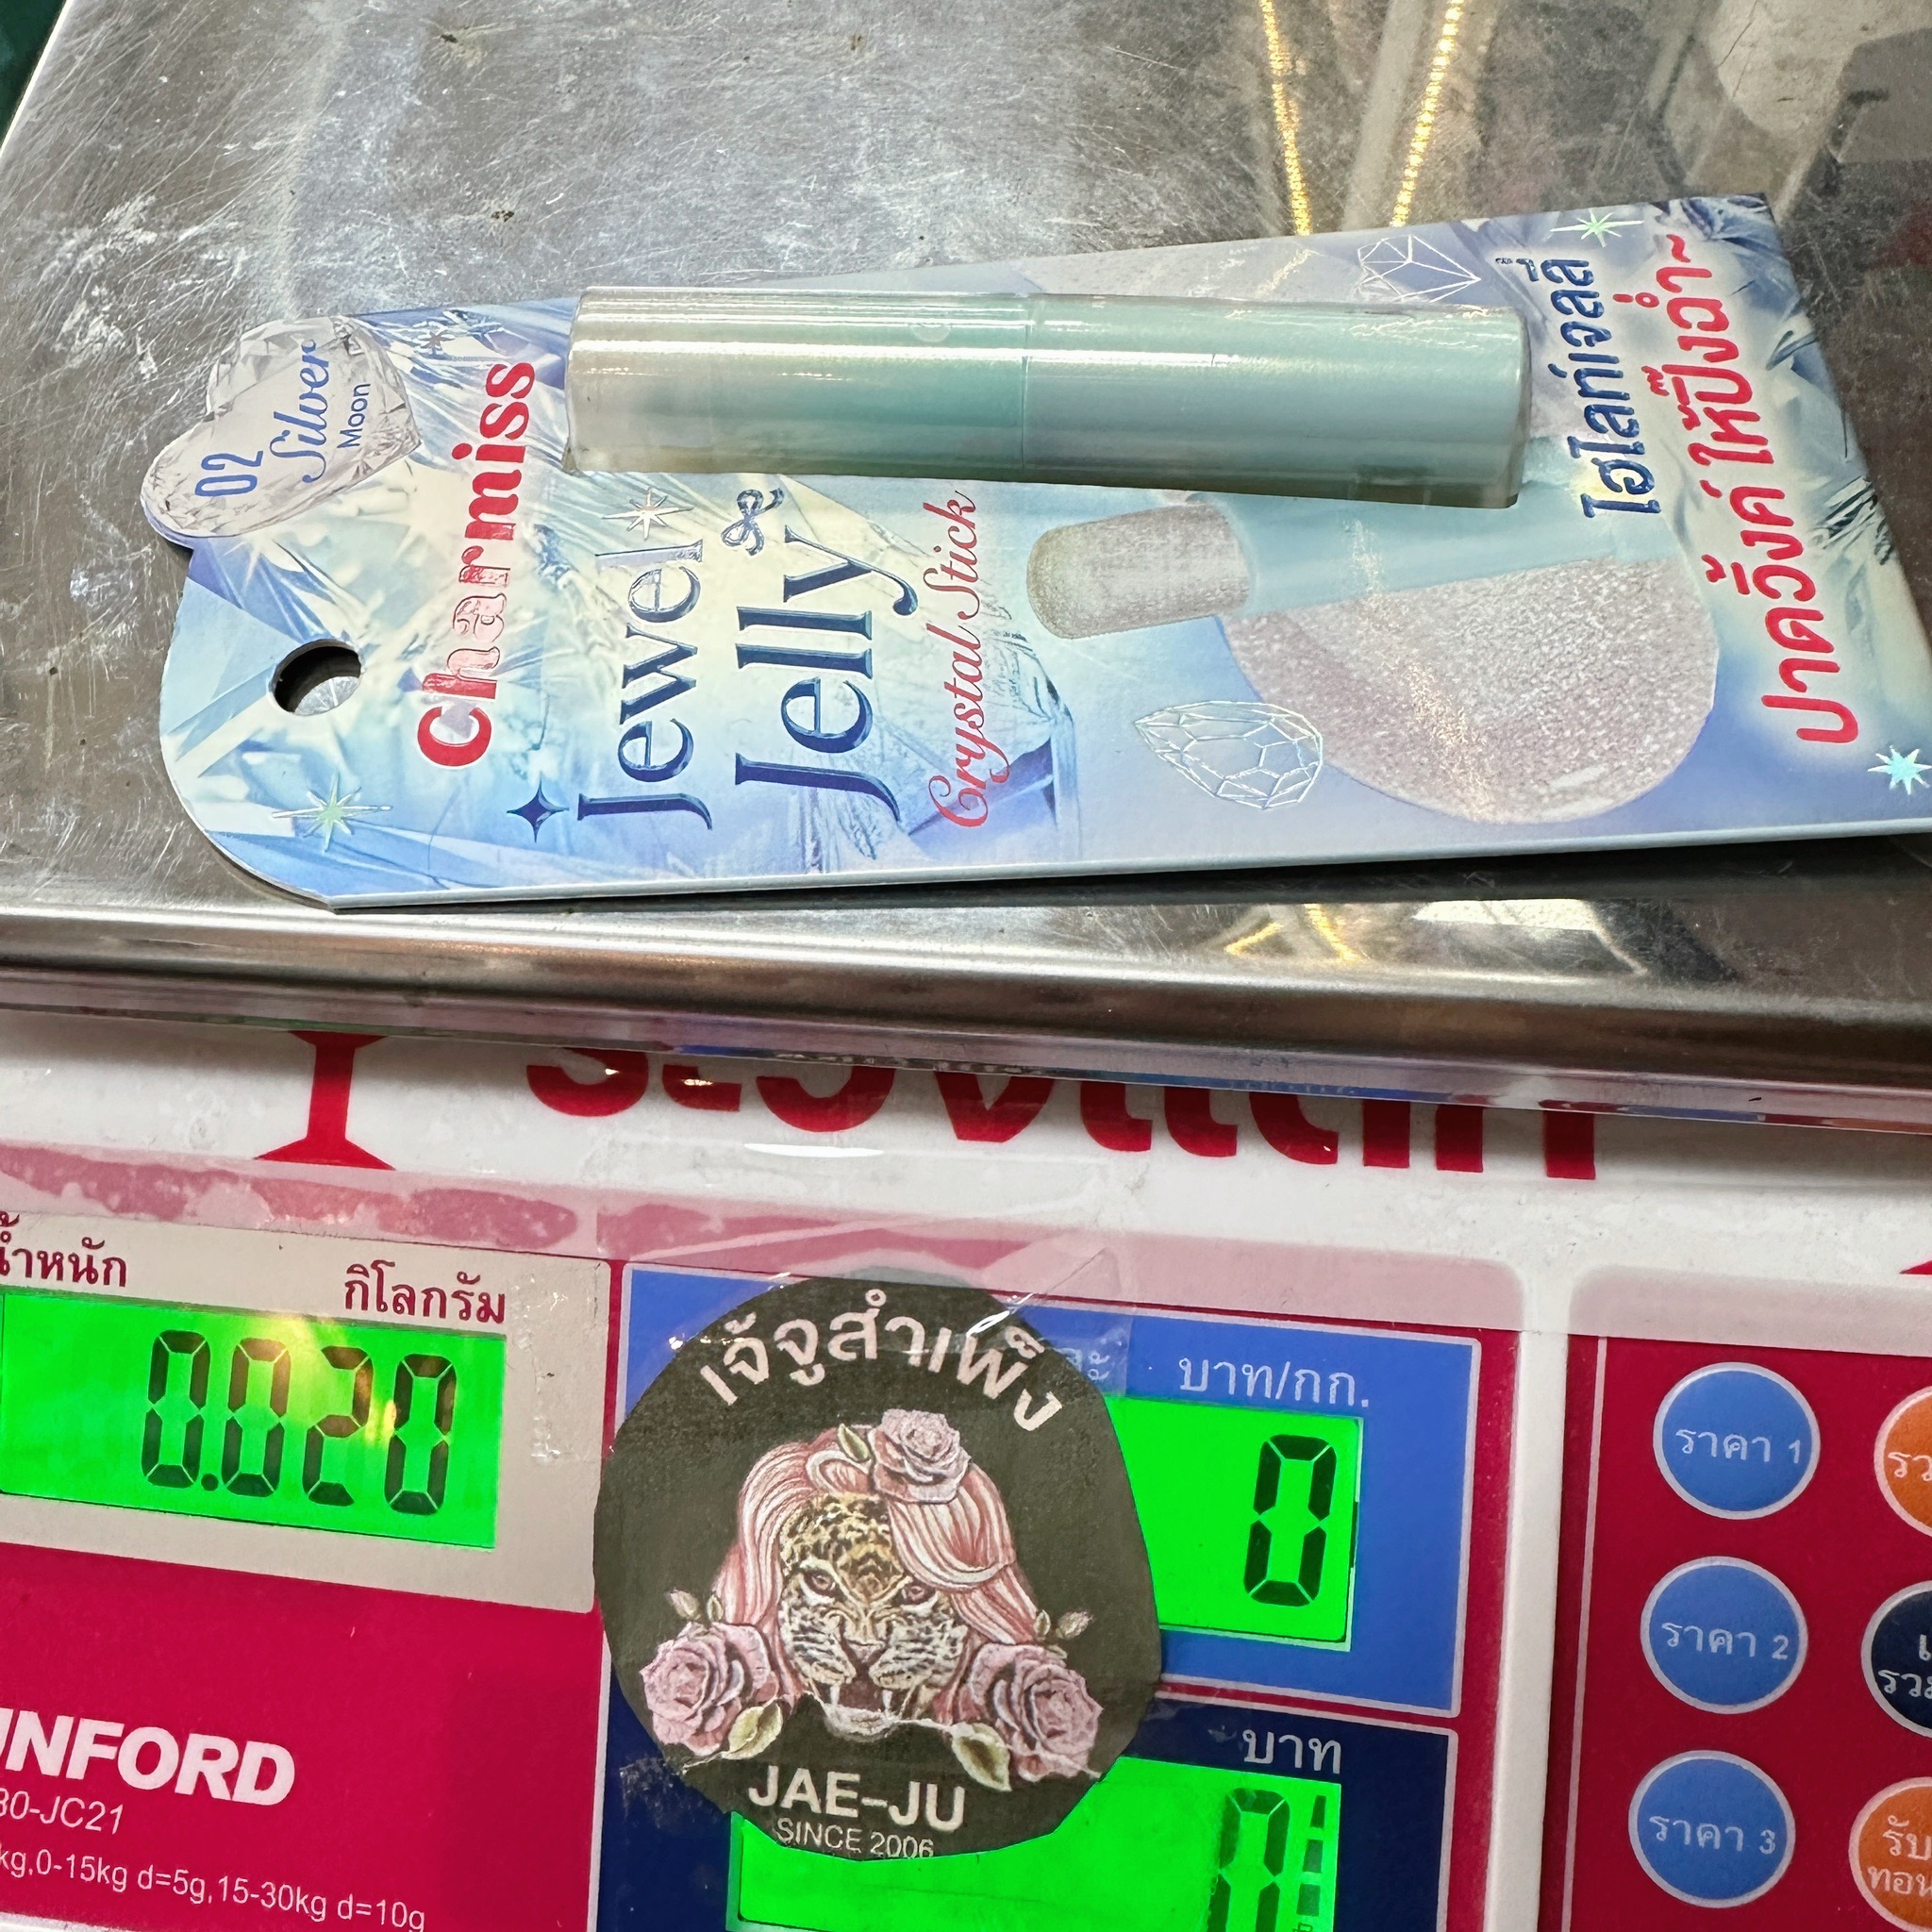 02
Silver
Moon
Charmiss
Jewel
Jelly
Crystal Stick
ไฮไลท์เจลลี่
ปาดวิ้งค์ ให้ปิ๊งฉ่ำ~
น้ำหนัก
กิโลกรัม
0.020
เจ๊จูสำเพ็ง
JAE-JU
SINCE 2006
บาท/กก.
0
บาท
ราคา 1
ราคา 2
ราคา 3
kg,0-15kg d=5g,15-30kg d=10g